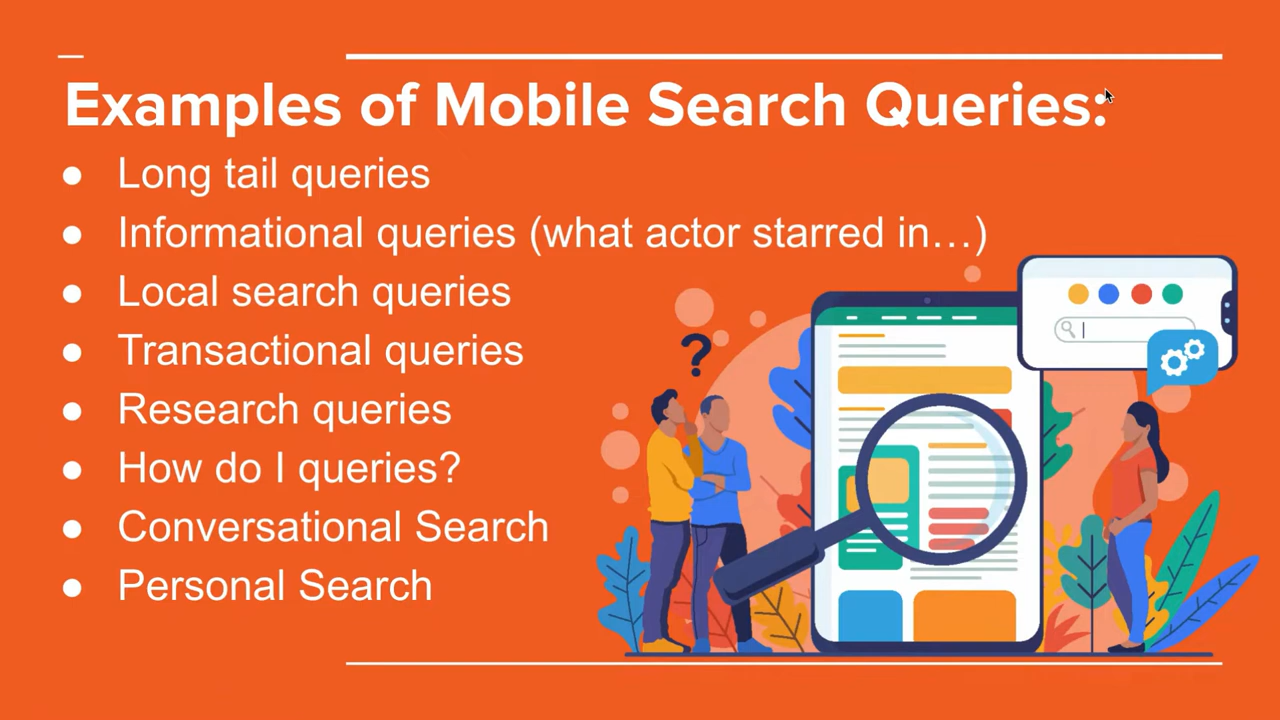 Examples of Mobile Search Queries:
● Long tail queries
● Informational queries (what actor starred in…)
● Local search queries
● Transactional queries
● Research queries
● How do I queries?
● Conversational Search
● Personal Search
?